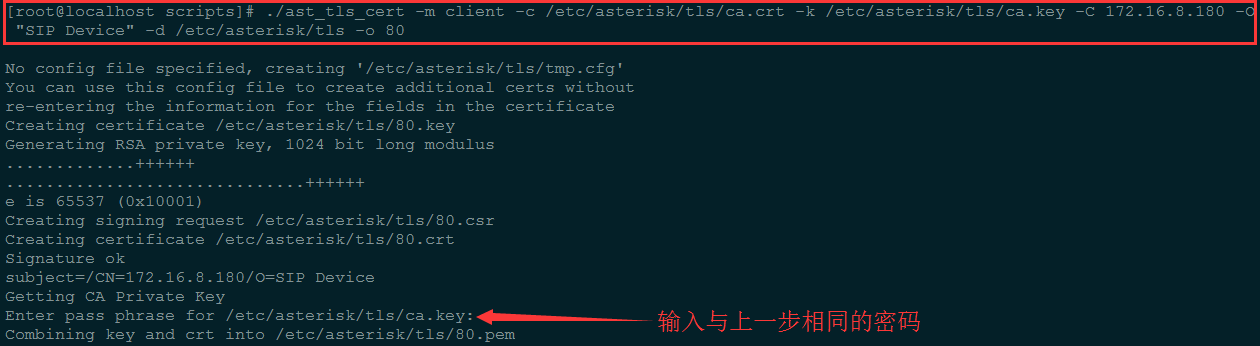 [root@localhost scripts]# ./ast_tls_cert -m client -c /etc/asterisk/tls/ca.crt -k /etc/asterisk/tls/ca.key -C 172.16.8.180 -O
"SIP Device" -d /etc/asterisk/tls -o 80
No config file specified, creating '/etc/asterisk/tls/tmp.cfg'
You can use this config file to create additional certs without
re-entering the information for the fields in the certificate
Creating certificate /etc/asterisk/tls/80.key
Generating RSA private key, 1024 bit long modulus
.............++++++
..............................++++++
e is 65537 (0x10001)
Creating signing request /etc/asterisk/tls/80.csr
Creating certificate /etc/asterisk/tls/80.crt
Signature ok
subject=/CN=172.16.8.180/O=SIP Device
Getting CA Private Key
Enter pass phrase for /etc/asterisk/tls/ca.key:
输入与上一步相同的密码
Combining key and crt into /etc/asterisk/tls/80.pem